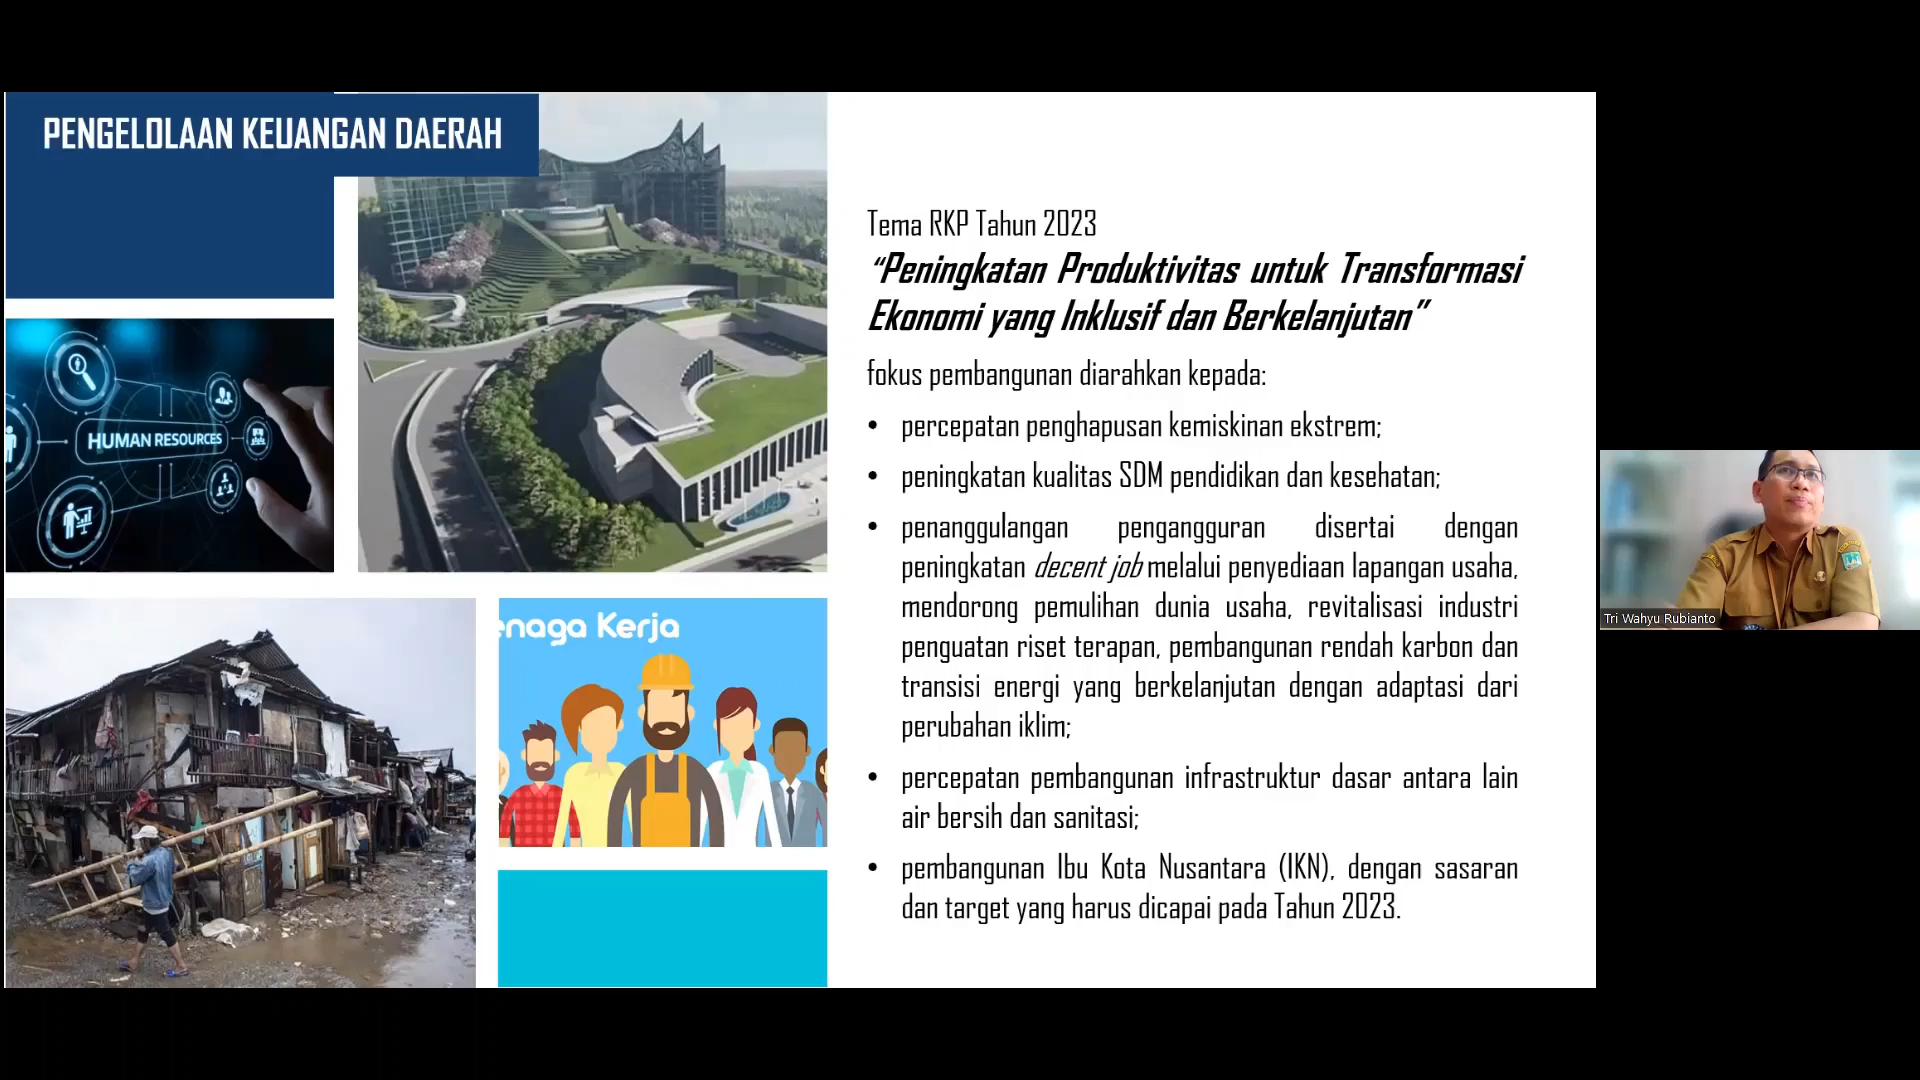 PENGELOLAAN KEUANGAN DAERAH
HUMAN RESOURCES
enaga Kerja
Tema RKP Tahun 2023
“Peningkatan Produktivitas untuk Transformasi
Ekonomi yang Inklusif dan Berkelanjutan”
fokus pembangunan diarahkan kepada:
• percepatan penghapusan kemiskinan ekstrem;
• peningkatan kualitas SDM pendidikan dan kesehatan;
• penanggulangan pengangguran disertai dengan
peningkatan decent job melalui penyediaan lapangan usaha,
mendorong pemulihan dunia usaha, revitalisasi industri
penguatan riset terapan, pembangunan rendah karbon dan
transisi energi yang berkelanjutan dengan adaptasi dari
perubahan iklim;
• percepatan pembangunan infrastruktur dasar antara lain
air bersih dan sanitasi;
• pembangunan Ibu Kota Nusantara (IKN), dengan sasaran
dan target yang harus dicapai pada Tahun 2023.
Tri Wahyu Rubianto